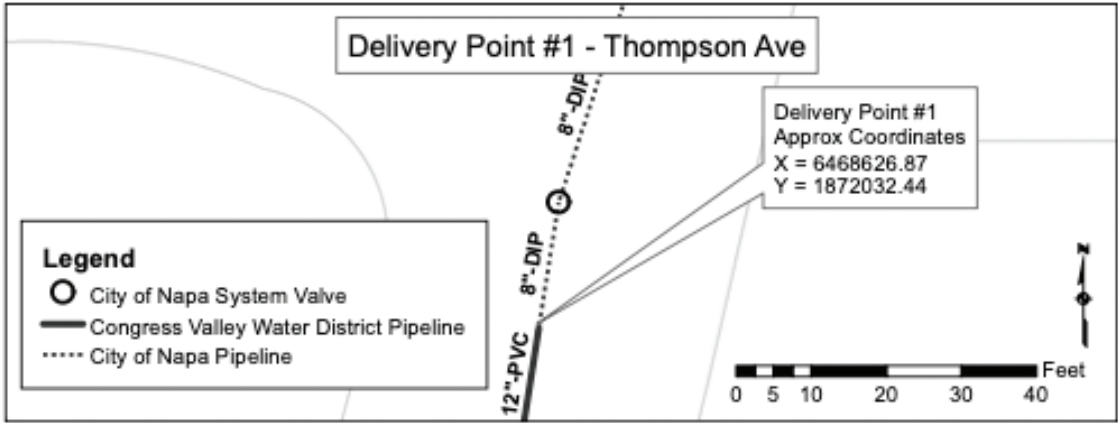 Delivery Point #1 - Thompson Ave
8"-DIP
Delivery Point #1
Approx Coordinates
X = 6468626.87
Y = 1872032.44
8"-DIP
Legend
City of Napa System Valve
Congress Valley Water District Pipeline
City of Napa Pipeline
12"-PVC
N
Feet
0 5 10 20 30 40